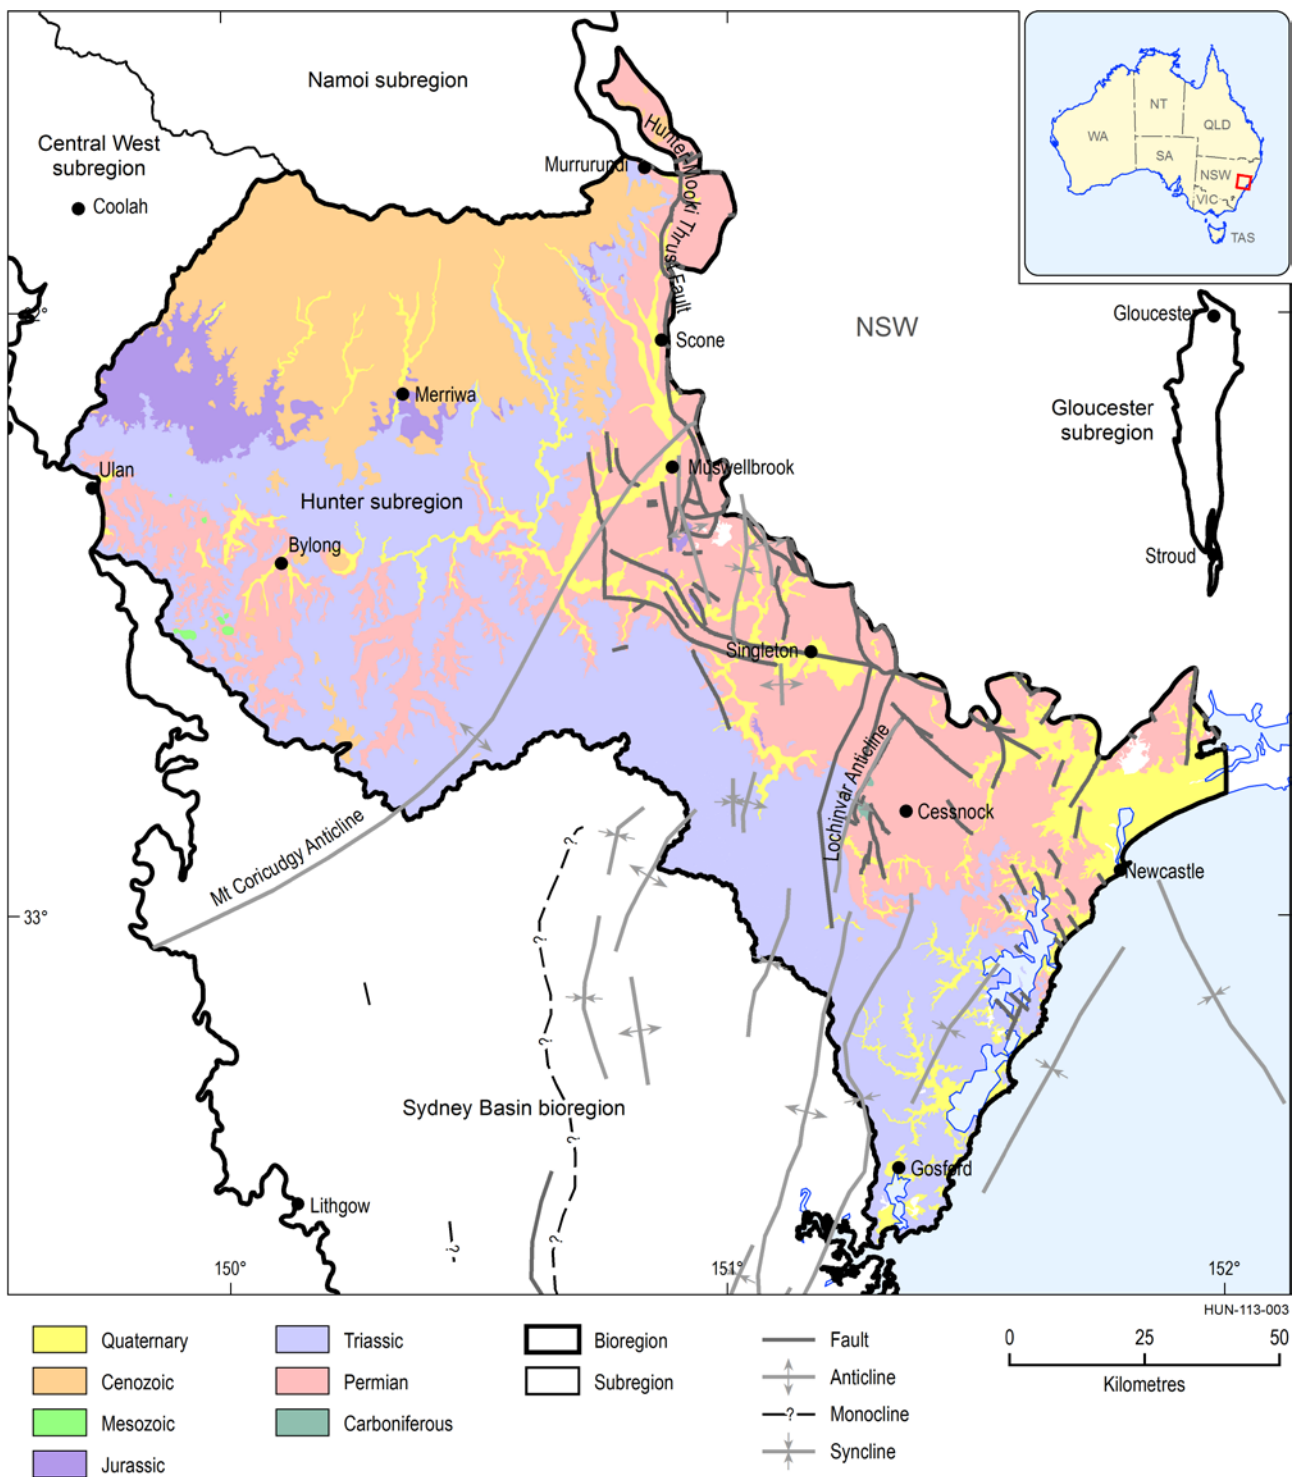 Namoi subregion
Central West
subregion
Coolah
Murrurundi
Hunter-Mooki Thrust Fault
WA
NT
QLD
SA
NSW
VIC
TAS
32°
Scone
NSW
Gloucester
Merriwa
Gloucester
subregion
Ulan
Muswellbrook
Hunter subregion
Bylong
Stroud
Singleton
Lochinvar Anticline
Cessnock
Mt Coricudgy Anticline
Newcastle
33°
?
?
?
?
?
?
Sydney Basin bioregion
Gosford
Lithgow
150°
151°
152°
HUN-113-003
Quaternary
Cenozoic
Mesozoic
Jurassic
Triassic
Permian
Carboniferous
Bioregion
Subregion
Fault
Anticline
?
Monocline
Syncline
0 25 50
Kilometres